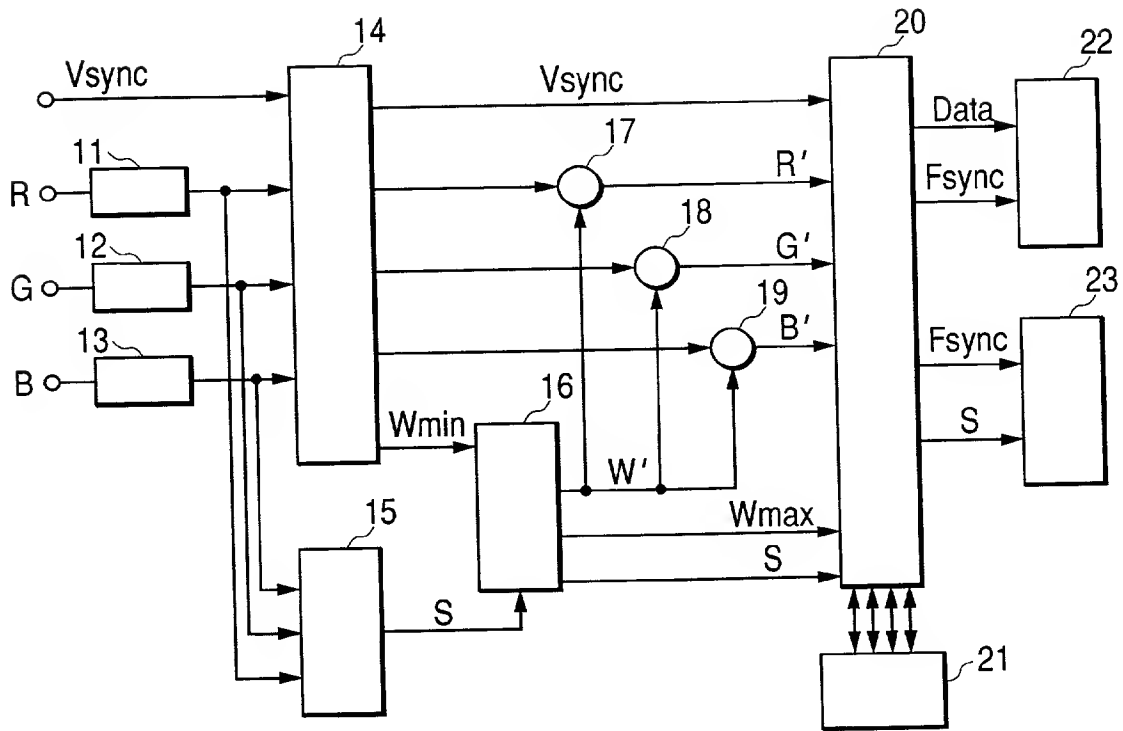 14
20
22
Vsync
Vsync
Data
11
17
R
R′
Fsync
12
18
G
G′
13
19
23
B
B′
Fsync
16
Wmin
S
W′
15
Wmax
S
S
21